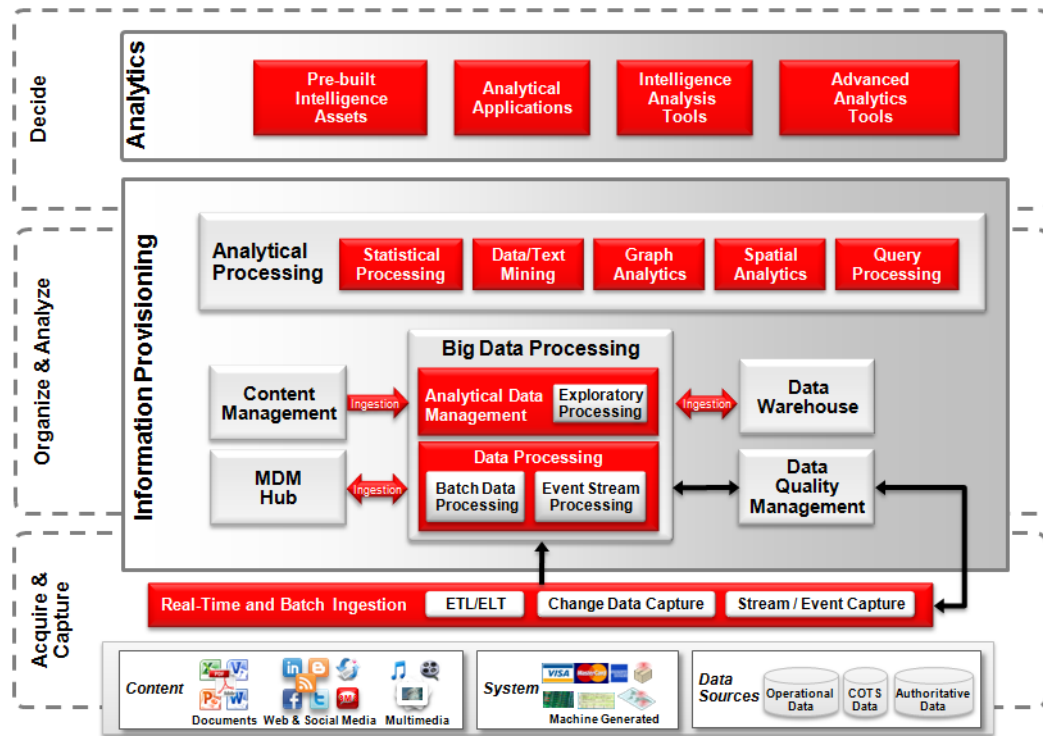 Decide
Analytics
Pre-built
Intelligence
Assets
Analytical
Applications
Intelligence
Analysis
Tools
Advanced
Analytics
Tools
Organize & Analyze
Information Provisioning
Analytical
Processing
Statistical
Processing
Data/Text
Mining
Graph
Analytics
Spatial
Analytics
Query
Processing
Big Data Processing
Content
Management
Ingestion
Analytical Data
Management
Exploratory
Processing
Ingestion
Data
Warehouse
MDM
Hub
Ingestion
Data Processing
Batch Data
Processing
Event Stream
Processing
Data
Quality
Management
Acquire &
Capture
Real-Time and Batch Ingestion
ETL/ELT
Change Data Capture
Stream / Event Capture
Content
Documents
Web & Social Media
Multimedia
System
VISA
MasterCard
Machine Generated
Data
Sources
Operational
Data
COTS
Data
Authoritative
Data